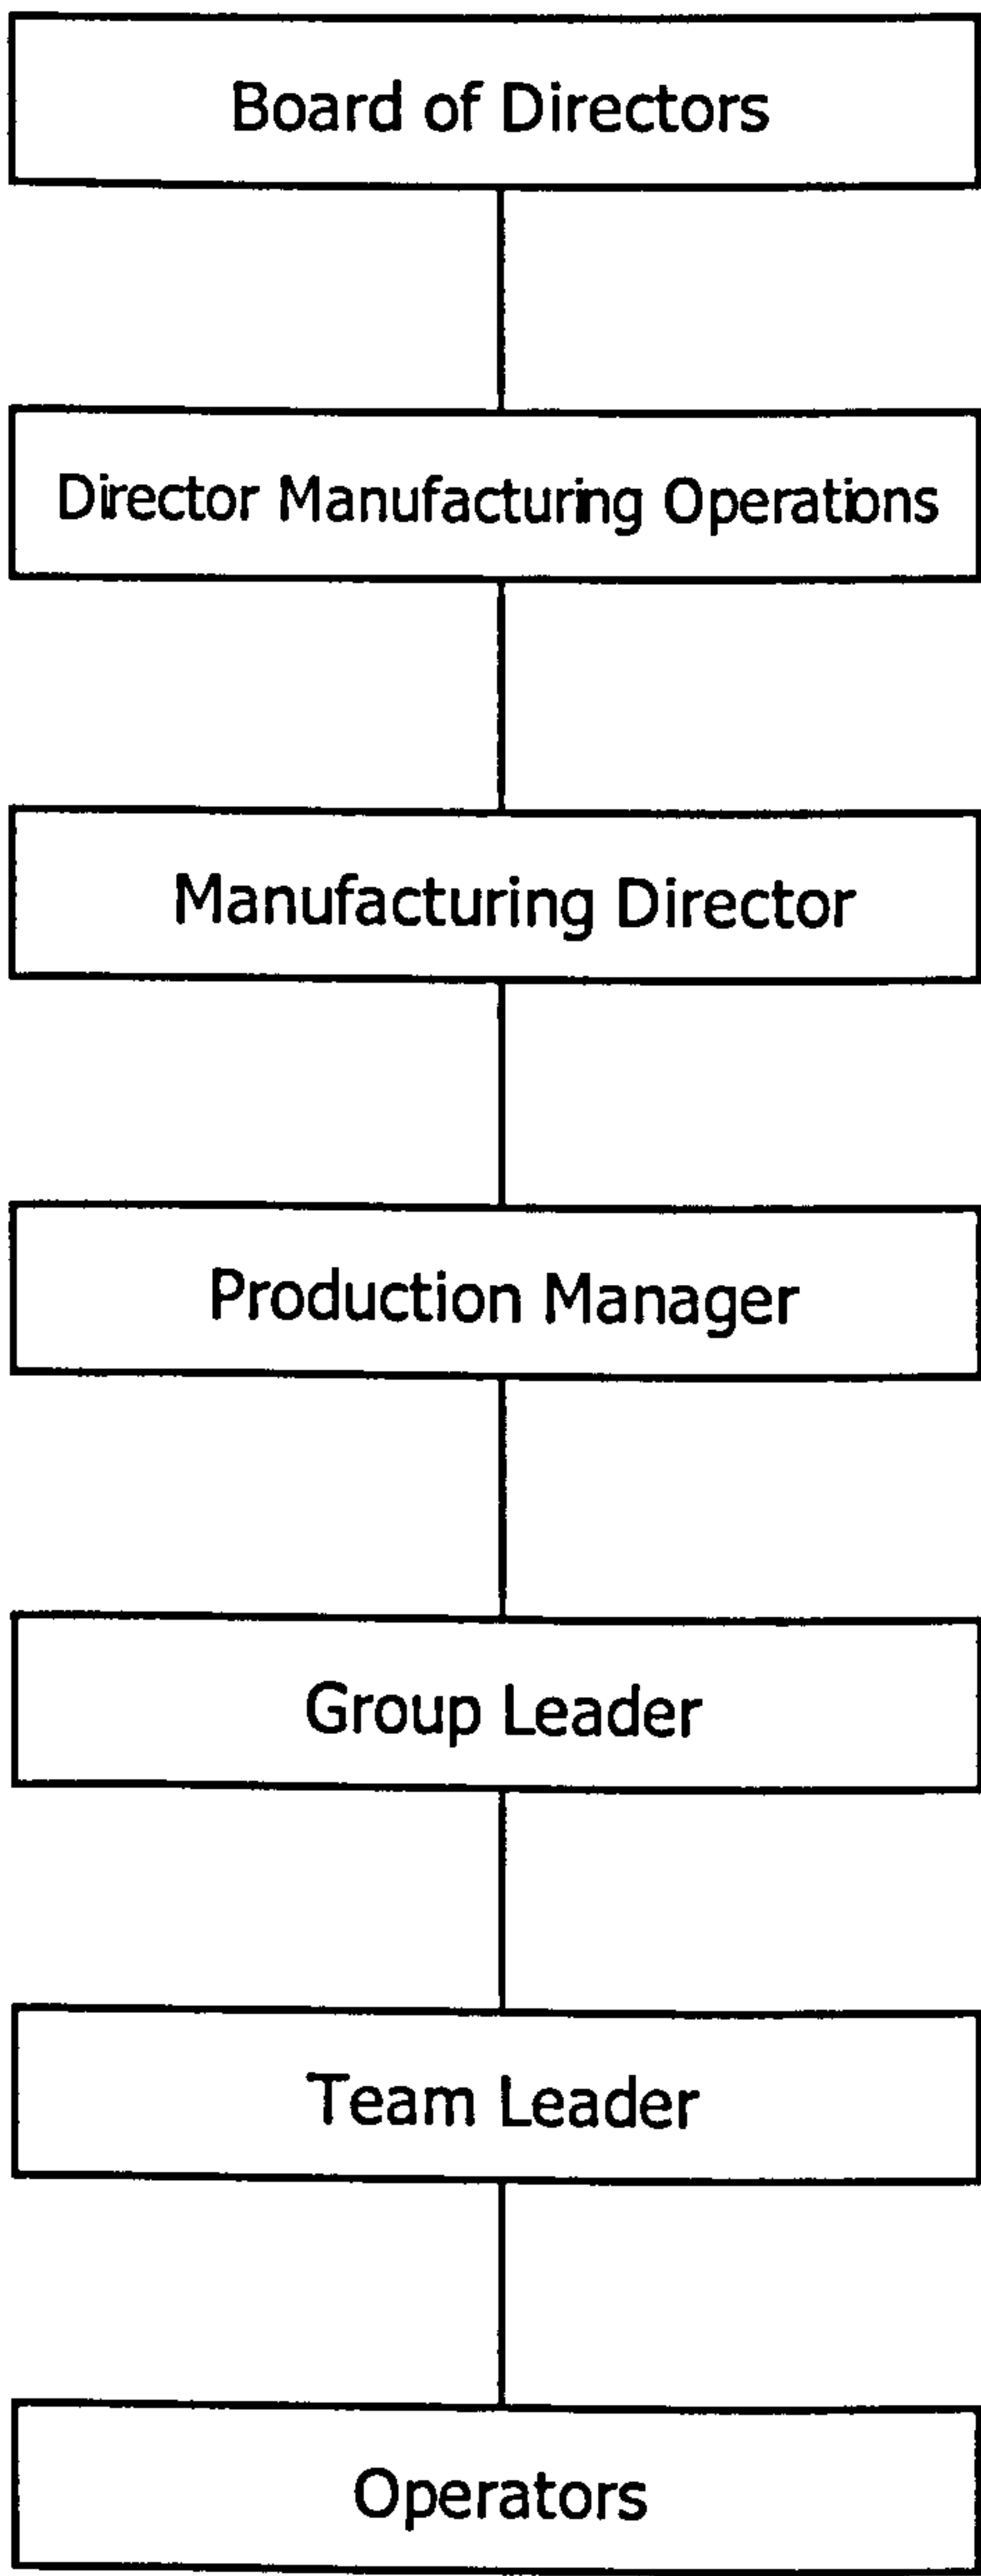 Board of Directors
Director Manufacturing Operations
Manufacturing Director
Production Manager
Group Leader
Team Leader
Operators